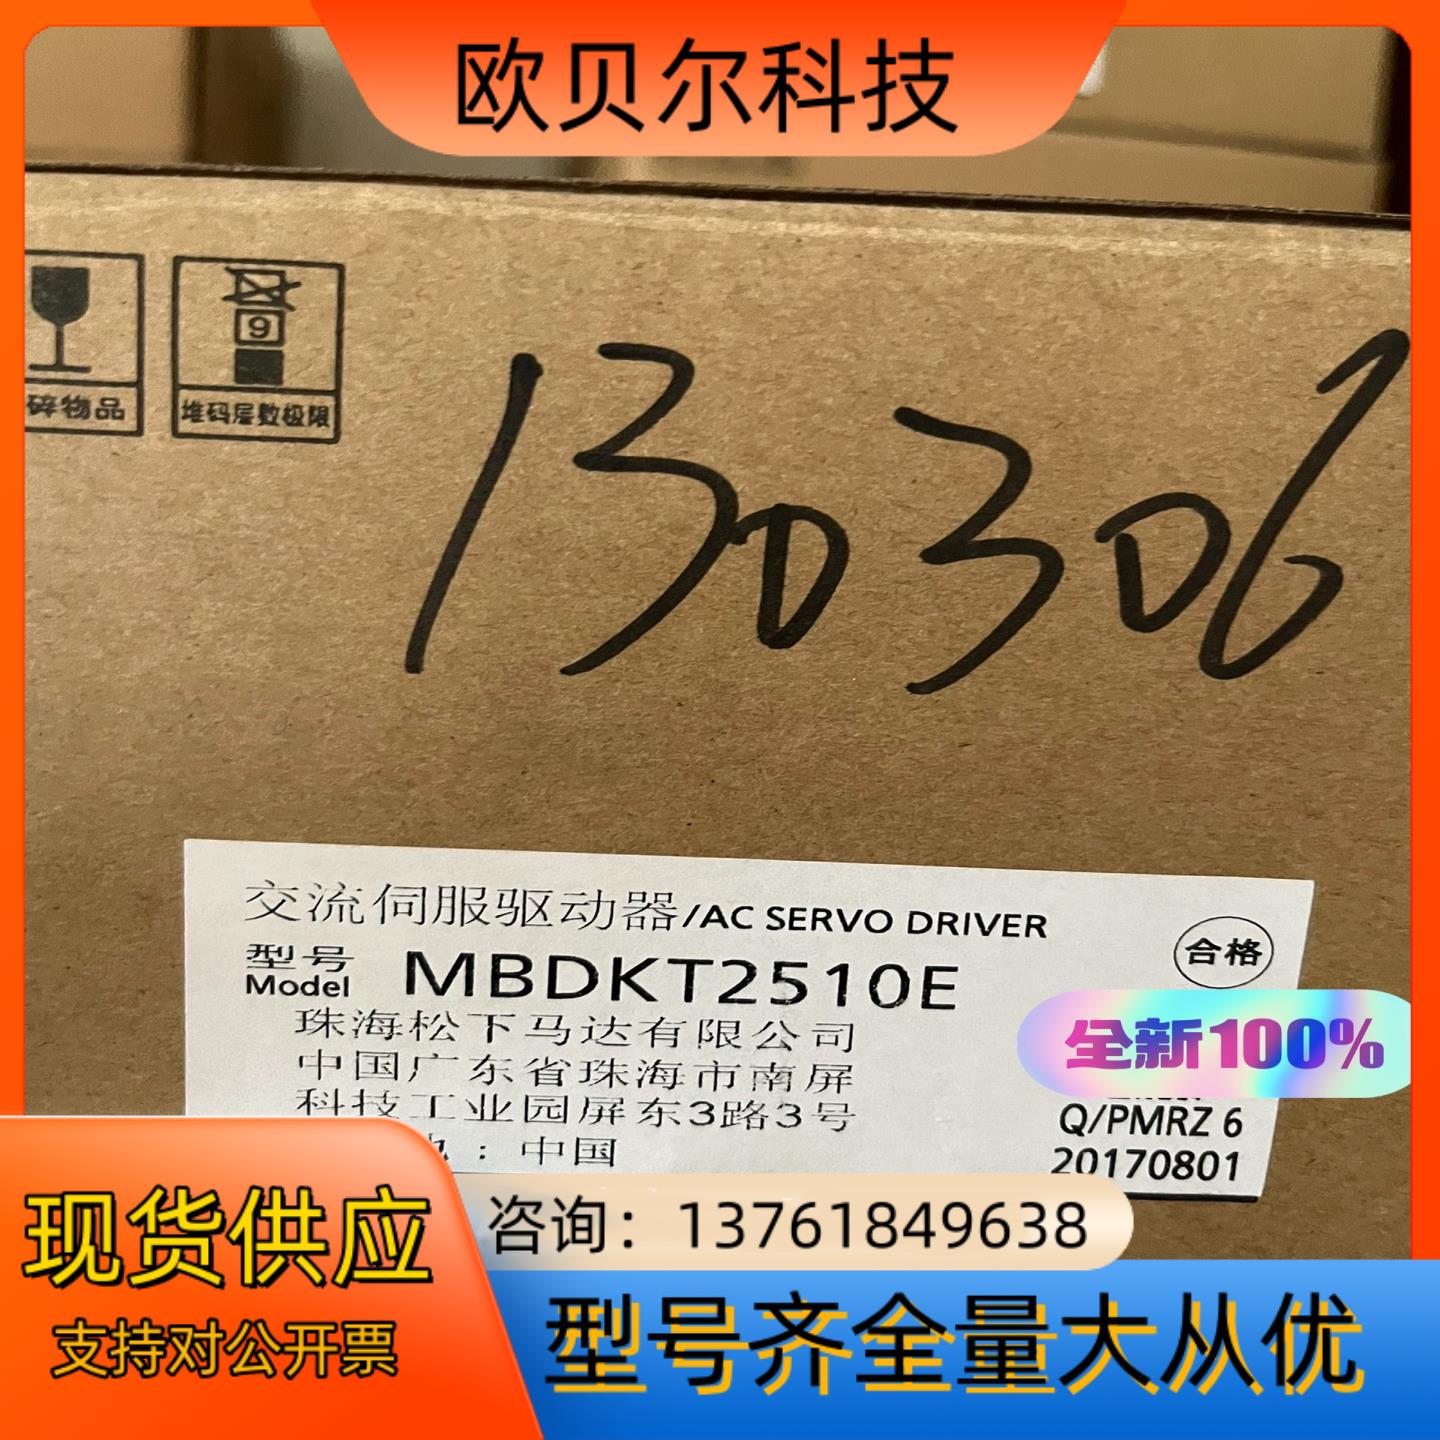 欧贝尔科技
9
碎物品
堆码层数极限
130306
交流伺服驱动器/AC SERVO DRIVER
型号
Model MBDKT2510E
合格
珠海松下马达有限公司
中国广东省珠海市南屏
科技工业园屏东3路3号
：中国
全新100%
Q/PMRZ 6
20170801
现货供应
支持对公开票
咨询：13761849638
型号齐全量大从优